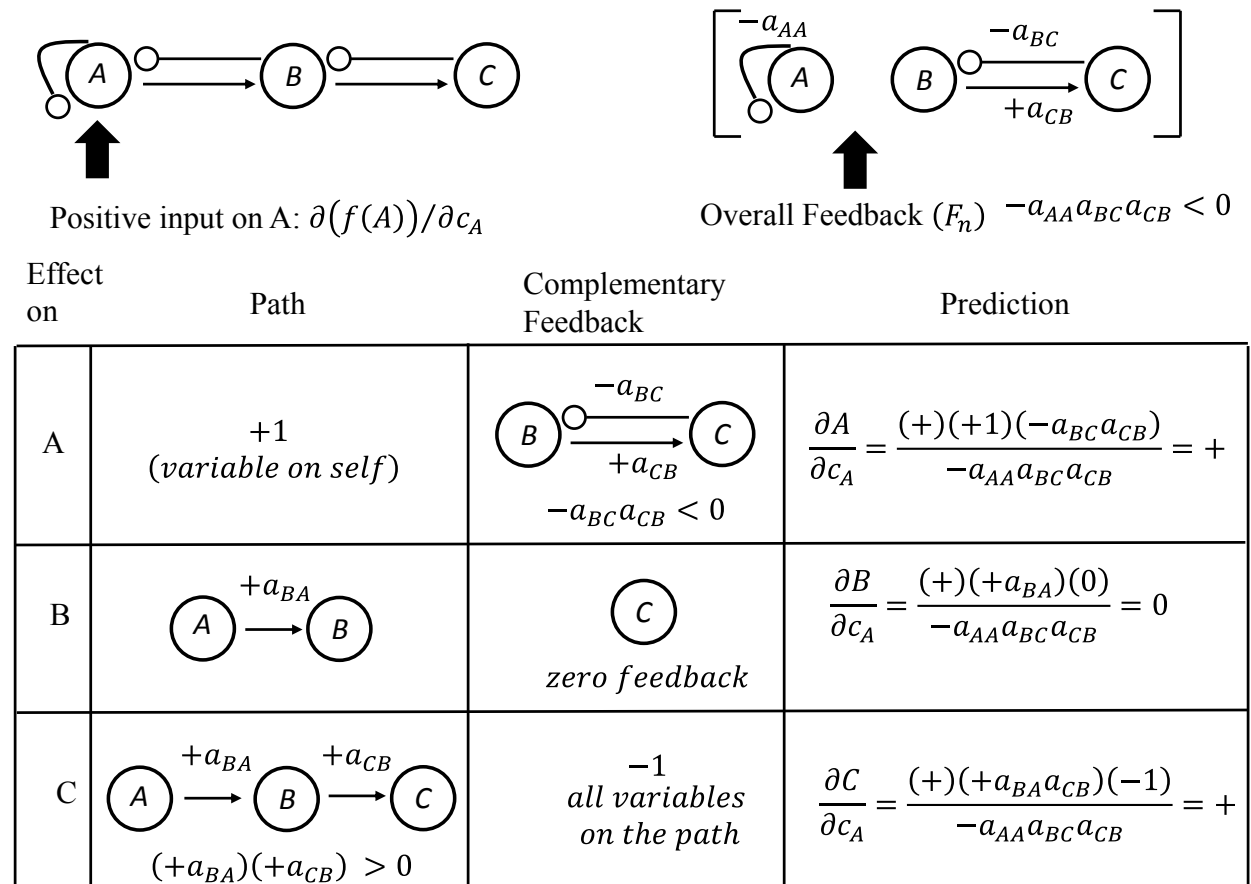 A B C
−a_AA
A
−a_BC
B C
+a_CB
Positive input on A: ∂(f(A))/∂c_A
Overall Feedback (F_n) −a_AA a_BC a_CB < 0
Effect
on
Path
Complementary
Feedback
Prediction
A
+1
(variable on self)
−a_BC
B C
+a_CB
−a_BC a_CB < 0
∂A/∂c_A = (+)(+1)(−a_BC a_CB)/−a_AA a_BC a_CB = +
B
+a_BA
A B
C
zero feedback
∂B/∂c_A = (+)(+a_BA)(0)/−a_AA a_BC a_CB = 0
C
+a_BA +a_CB
A B C
(+a_BA)(+a_CB) > 0
−1
all variables
on the path
∂C/∂c_A = (+)(+a_BA a_CB)(−1)/−a_AA a_BC a_CB = +